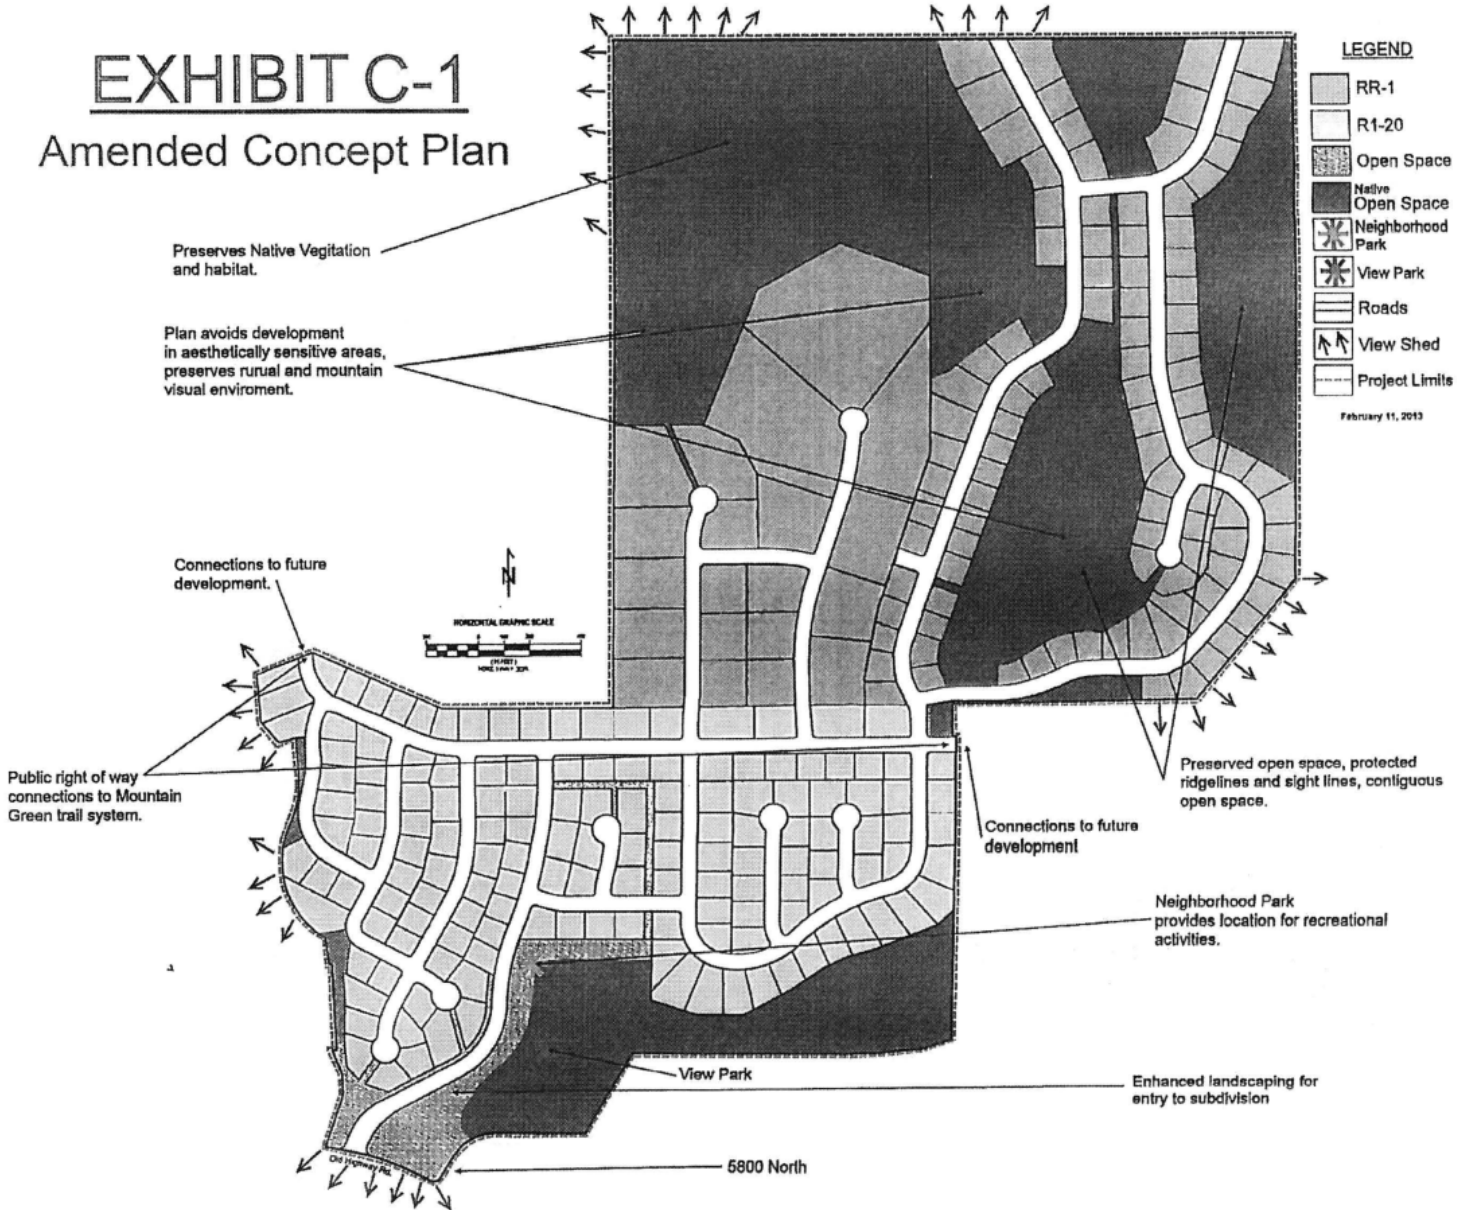 EXHIBIT C-1
Amended Concept Plan
LEGEND
RR-1
R1-20
Open Space
Native
Open Space
Neighborhood
Park
View Park
Roads
View Shed
Project Limits
February 11, 2013
Preserves Native Vegitation
and habitat.
Plan avoids development
in aesthetically sensitive areas,
preserves rurual and mountain
visual enviroment.
Connections to future
development.
N
HORIZONTAL GRAPHIC SCALE
Public right of way
connections to Mountain
Green trail system.
Preserved open space, protected
ridgelines and sight lines, contiguous
open space.
Connections to future
development
Neighborhood Park
provides location for recreational
activities.
View Park
Enhanced landscaping for
entry to subdivision
5800 North
Old Highway Rd.